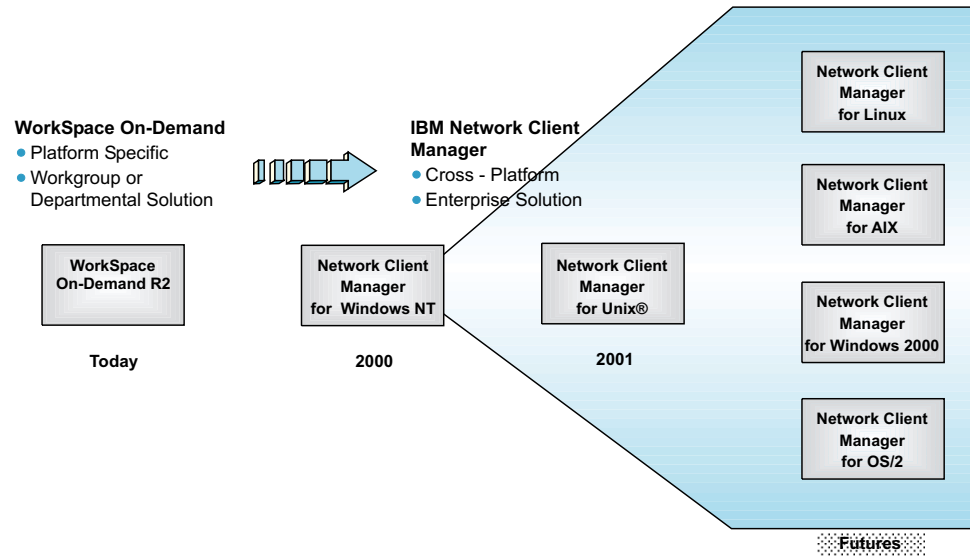 WorkSpace On-Demand
Platform Specific
Workgroup or
Departmental Solution
IBM Network Client
Manager
Cross - Platform
Enterprise Solution
WorkSpace
On-Demand R2
Today
Network Client
Manager
for Windows NT
2000
Network Client
Manager
for Unix®
2001
Network Client
Manager
for Linux
Network Client
Manager
for AIX
Network Client
Manager
for Windows 2000
Network Client
Manager
for OS/2
Futures